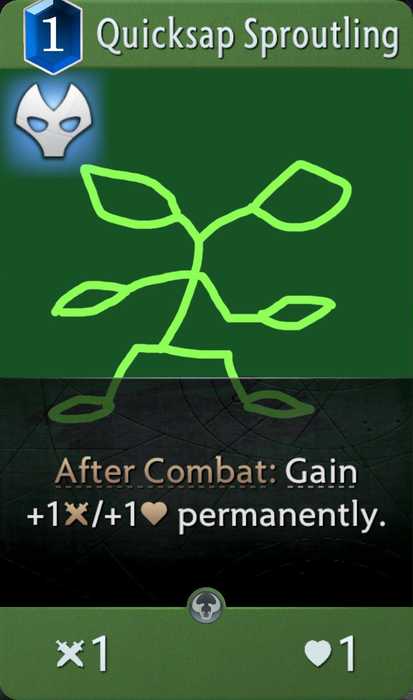 1 Quicksap Sproutling
After Combat: Gain
+1/+1 permanently.
1 1